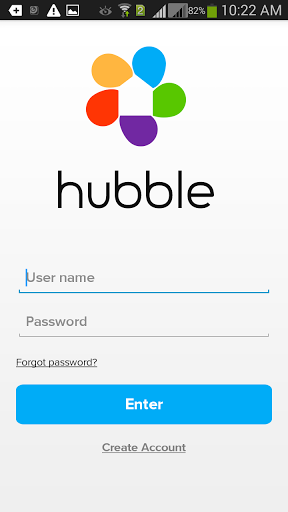 82% 10:22 AM
hubble
User name
Password
Forgot password?
Enter
Create Account